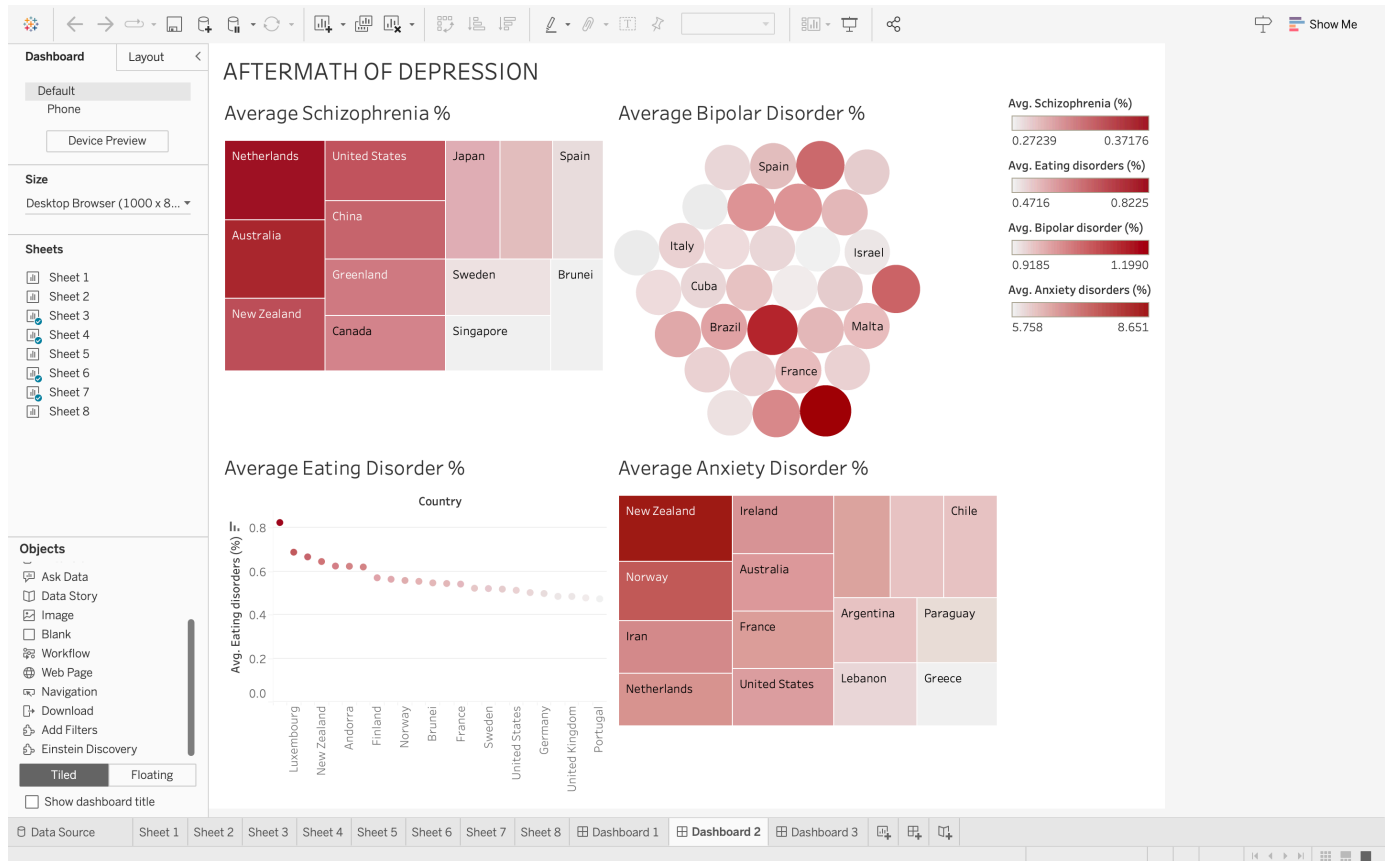 Show Me
Dashboard
Layout
Default
Phone
Device Preview
Size
Desktop Browser (1000 x 8...
Sheets
Sheet 1
Sheet 2
Sheet 3
Sheet 4
Sheet 5
Sheet 6
Sheet 7
Sheet 8
Objects
Ask Data
Data Story
Image
Blank
Workflow
Web Page
Navigation
Download
Add Filters
Einstein Discovery
Tiled
Floating
Show dashboard title
AFTERMATH OF DEPRESSION
Average Schizophrenia %
Netherlands
United States
Japan
Spain
China
Australia
Greenland
Sweden
Brunei
New Zealand
Canada
Singapore
Average Bipolar Disorder %
Spain
Italy
Israel
Cuba
Brazil
Malta
France
Avg. Schizophrenia (%)
0.27239 0.37176
Avg. Eating disorders (%)
0.4716 0.8225
Avg. Bipolar disorder (%)
0.9185 1.1990
Avg. Anxiety disorders (%)
5.758 8.651
Average Eating Disorder %
Country
Avg. Eating disorders (%)
0.8
0.6
0.4
0.2
0.0
Luxembourg
New Zealand
Andorra
Finland
Norway
Brunei
France
Sweden
United States
Germany
United Kingdom
Portugal
Average Anxiety Disorder %
New Zealand
Ireland
Chile
Norway
Australia
Argentina
Paraguay
Iran
France
Netherlands
United States
Lebanon
Greece
Data Source
Sheet 1
Sheet 2
Sheet 3
Sheet 4
Sheet 5
Sheet 6
Sheet 7
Sheet 8
Dashboard 1
Dashboard 2
Dashboard 3